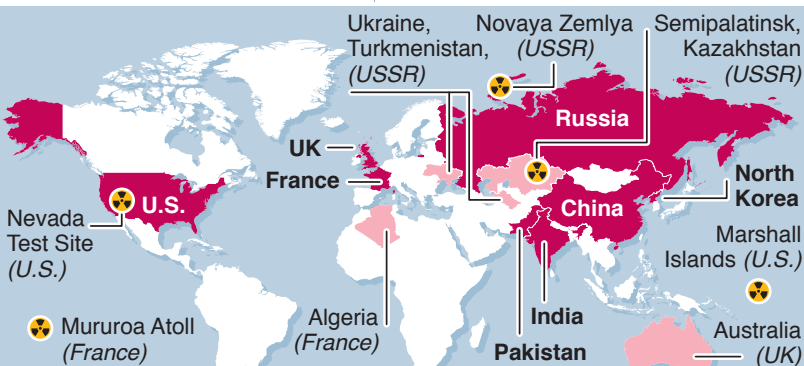 Ukraine,
Turkmenistan,
(USSR)
Novaya Zemlya
(USSR)
Semipalatinsk,
Kazakhstan
(USSR)
Russia
UK
France
North
Korea
U.S.
China
Nevada
Test Site
(U.S.)
Marshall
Islands (U.S.)
Mururoa Atoll
(France)
Algeria
(France)
India
Pakistan
Australia
(UK)